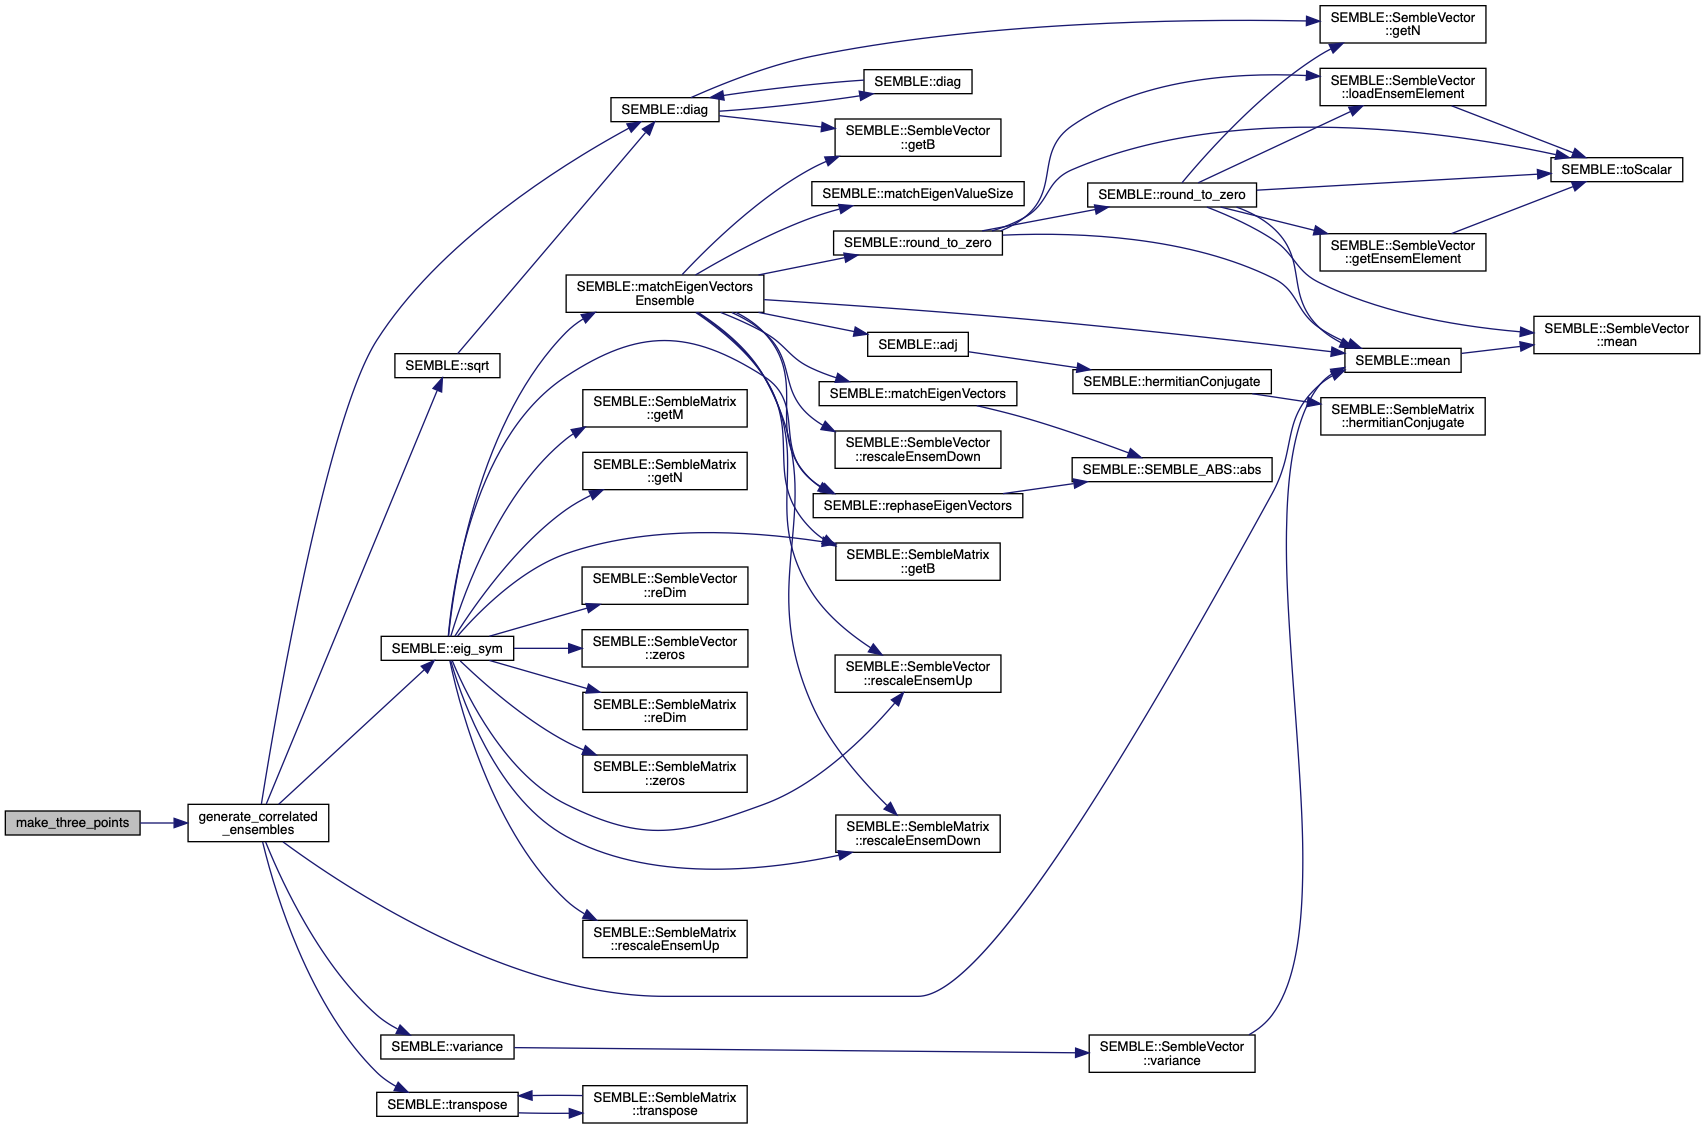 make_three_points
generate_correlated
_ensembles
SEMBLE::sqrt
SEMBLE::eig_sym
SEMBLE::variance
SEMBLE::transpose
SEMBLE::diag
SEMBLE::matchEigenVectors
Ensemble
SEMBLE::SembleMatrix
::getM
SEMBLE::SembleMatrix
::getN
SEMBLE::SembleVector
::reDim
SEMBLE::SembleVector
::zeros
SEMBLE::SembleMatrix
::reDim
SEMBLE::SembleMatrix
::zeros
SEMBLE::SembleMatrix
::rescaleEnsemUp
SEMBLE::SembleMatrix
::transpose
SEMBLE::diag
SEMBLE::SembleVector
::getB
SEMBLE::matchEigenValueSize
SEMBLE::round_to_zero
SEMBLE::adj
SEMBLE::matchEigenVectors
SEMBLE::SembleVector
::rescaleEnsemDown
SEMBLE::rephaseEigenVectors
SEMBLE::SembleMatrix
::getB
SEMBLE::SembleVector
::rescaleEnsemUp
SEMBLE::SembleMatrix
::rescaleEnsemDown
SEMBLE::round_to_zero
SEMBLE::hermitianConjugate
SEMBLE::SEMBLE_ABS::abs
SEMBLE::SembleVector
::variance
SEMBLE::SembleVector
::getN
SEMBLE::SembleVector
::loadEnsemElement
SEMBLE::SembleVector
::getEnsemElement
SEMBLE::mean
SEMBLE::SembleMatrix
::hermitianConjugate
SEMBLE::toScalar
SEMBLE::SembleVector
::mean